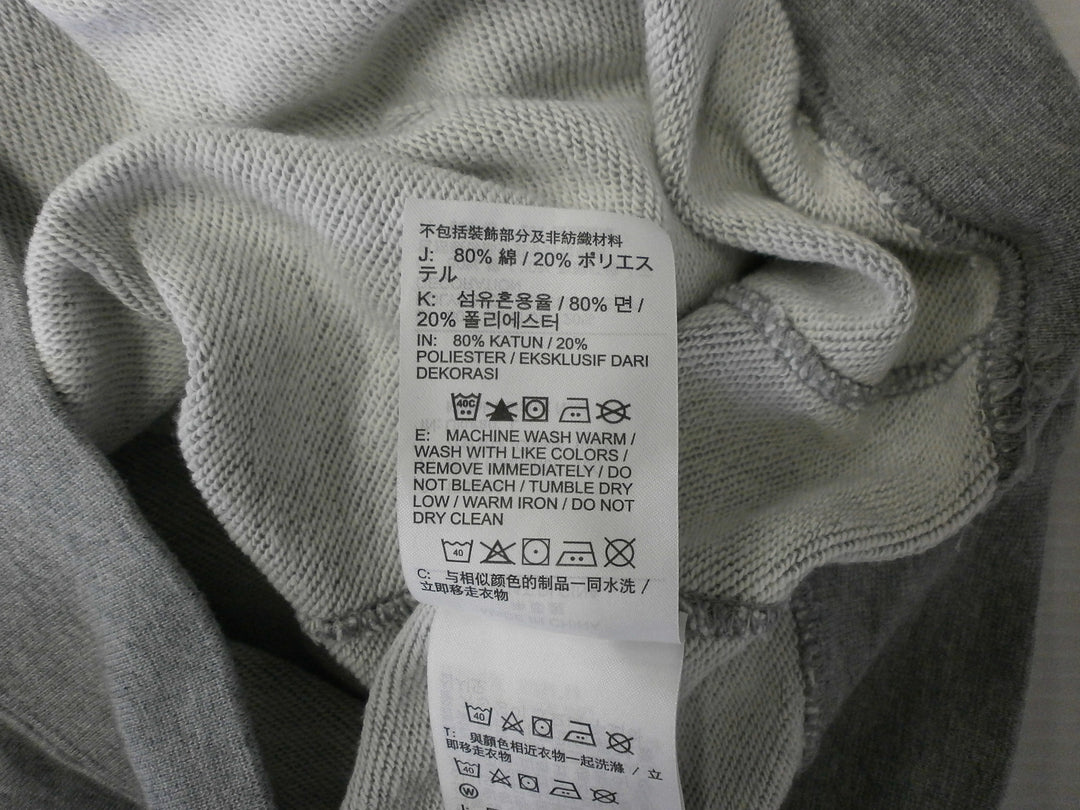 不包括裝飾部分及非紡織材料
J: 80% 綿 / 20% ポリエス
テル
K: 섬유혼용율 / 80% 면 /
20% 폴리에스터
IN: 80% KATUN / 20%
POLIESTER / EKSKLUSIF DARI
DEKORASI
40C
E: MACHINE WASH WARM /
WASH WITH LIKE COLORS /
REMOVE IMMEDIATELY / DO
NOT BLEACH / TUMBLE DRY
LOW / WARM IRON / DO NOT
DRY CLEAN
40
C: 与相似颜色的制品一同水洗 /
立即移走衣物
40
T: 與顏色相近衣物一起洗滌 / 立
即移走衣物
40
W